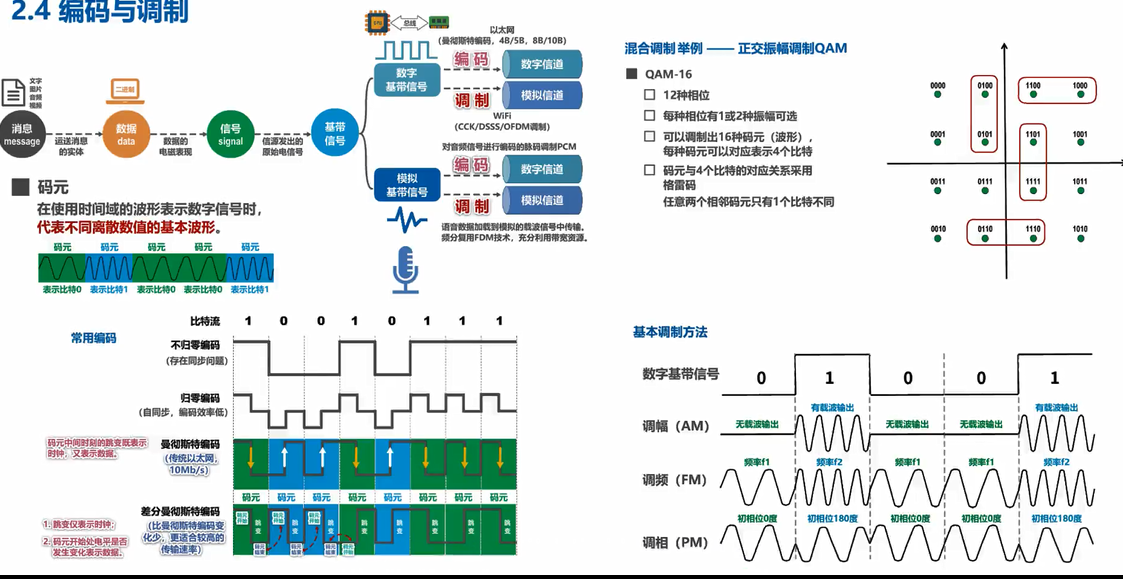 2.4 编码与调制
CPU
总线
以太网
(曼彻斯特编码，4B/5B，8B/10B)
编码
数字信道
数字
基带信号
调制
模拟信道
WiFi
(CCK/DSSS/OFDM调制)
文字
图片
音频
视频
二进制
消息
message
运送消息
的实体
数据
data
数据的
电磁表现
信号
signal
信源发出的
原始电信号
基带
信号
对音频信号进行编码的脉码调制PCM
编码
数字信道
模拟
基带信号
调制
模拟信道
语音数据加载到模拟的载波信号中传输。
频分复用FDM技术，充分利用带宽资源。
码元
在使用时间域的波形表示数字信号时，
代表不同离散数值的基本波形。
码元 码元 码元 码元 码元
表示比特0 表示比特1 表示比特0 表示比特0 表示比特1
常用编码
比特流 1 0 0 1 0 1 1 1
不归零编码
(存在同步问题)
归零编码
(自同步，编码效率低)
码元中间时刻的跳变既表示
时钟，又表示数据。
曼彻斯特编码
(传统以太网，
10Mb/s)
码元 码元 码元 码元 码元 码元 码元 码元
差分曼彻斯特编码
(比曼彻斯特编码变
化少，更适合较高的
传输速率)
1. 跳变仅表示时钟；
2. 码元开始处电平是否
发生变化表示数据。
码元开始 码元开始 码元开始
跳变 跳变 跳变 跳变 跳变 跳变 跳变 跳变
码元结束 码元结束 码元结束 码元开始
混合调制 举例 —— 正交振幅调制QAM
QAM-16
12种相位
每种相位有1或2种振幅可选
可以调制出16种码元（波形），
每种码元可以对应表示4个比特
码元与4个比特的对应关系采用
格雷码
任意两个相邻码元只有1个比特不同
0000 0100 1100 1000
0001 0101 1101 1001
0011 0111 1111 1011
0010 0110 1110 1010
基本调制方法
数字基带信号 0 1 0 0 1
调幅（AM） 无载波输出 有载波输出 无载波输出 无载波输出 有载波输出
调频（FM） 频率f1 频率f2 频率f1 频率f1 频率f2
调相（PM） 初相位0度 初相位180度 初相位0度 初相位0度 初相位180度